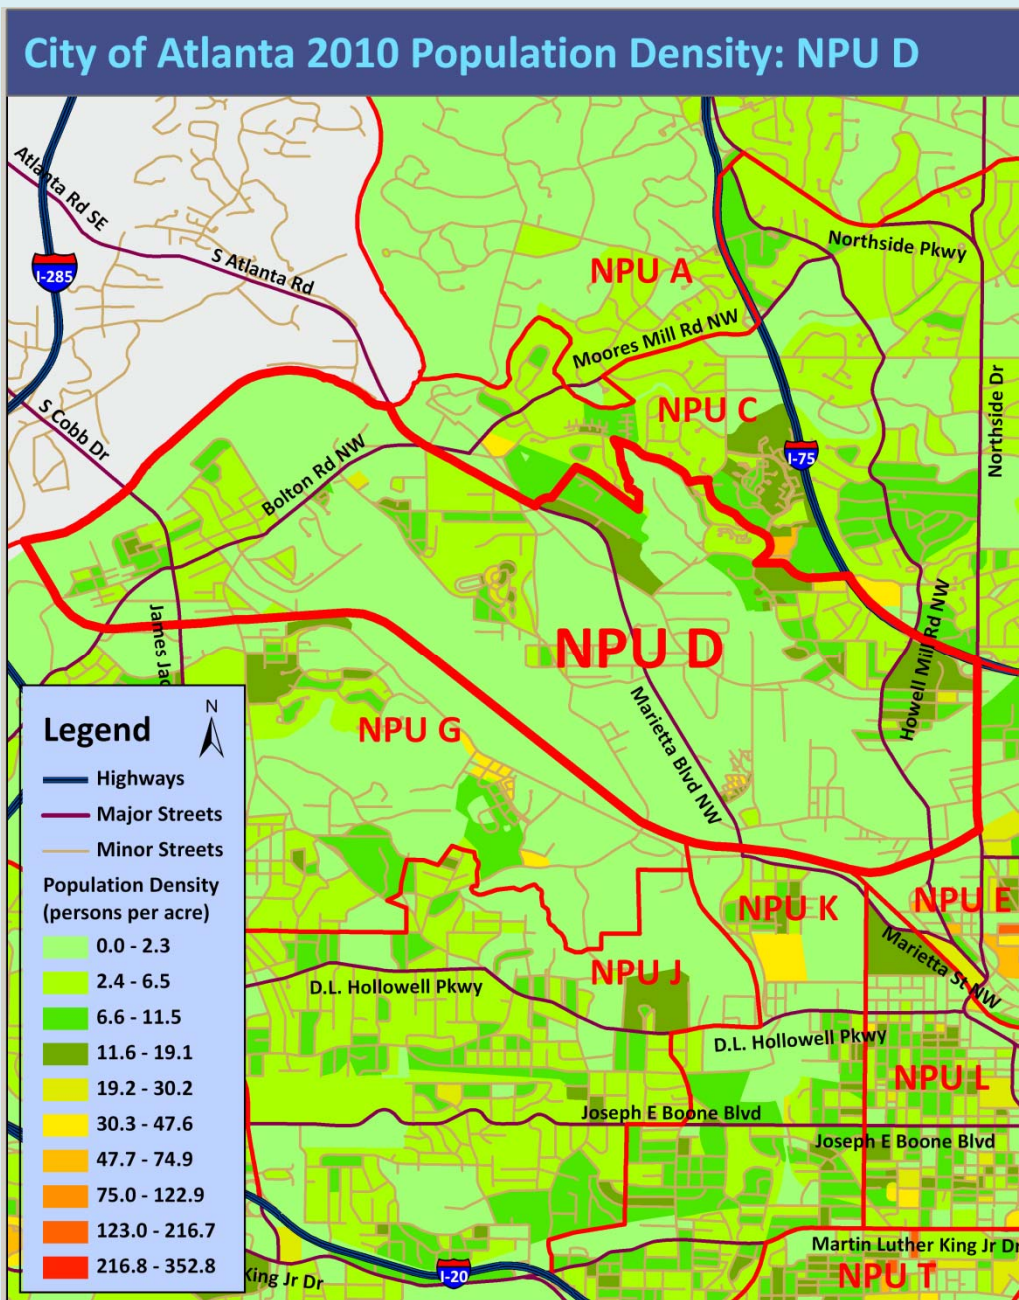 City of Atlanta 2010 Population Density: NPU D
Atlanta Rd SE
I-285
S Atlanta Rd
NPU A
Northside Pkwy
Moores Mill Rd NW
S Cobb Dr
NPU C
Northside Dr
Bolton Rd NW
I-75
James Jac
NPU D
Howell Mill Rd NW
Marietta Blvd NW
NPU G
N
Legend
Highways
Major Streets
Minor Streets
Population Density
(persons per acre)
0.0 - 2.3
2.4 - 6.5
6.6 - 11.5
11.6 - 19.1
19.2 - 30.2
30.3 - 47.6
47.7 - 74.9
75.0 - 122.9
123.0 - 216.7
216.8 - 352.8
NPU K
NPU E
Marietta St NW
NPU J
D.L. Hollowell Pkwy
D.L. Hollowell Pkwy
NPU L
Joseph E Boone Blvd
Joseph E Boone Blvd
Martin Luther King Jr Dr
King Jr Dr
I-20
NPU T